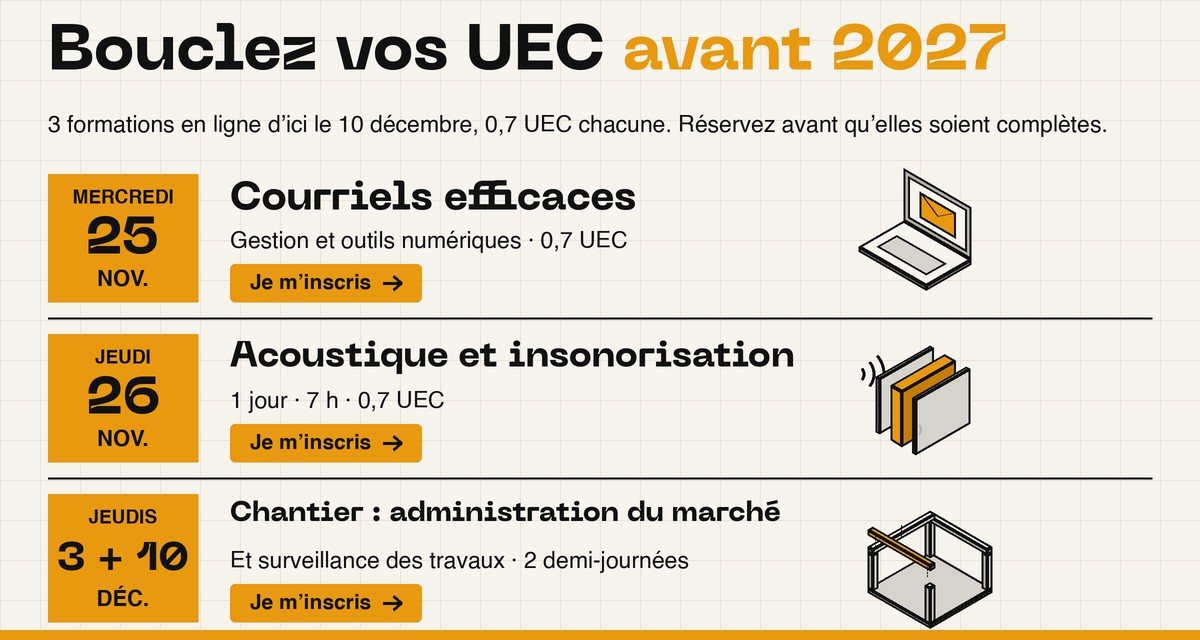 Bouclez vos UEC avant 2027
3 formations en ligne d’ici le 10 décembre, 0,7 UEC chacune. Réservez avant qu’elles soient complètes.
MERCREDI
25
NOV.
Courriels efficaces
Gestion et outils numériques · 0,7 UEC
Je m’inscris →
JEUDI
26
NOV.
Acoustique et insonorisation
1 jour · 7 h · 0,7 UEC
Je m’inscris →
JEUDIS
3 + 10
DÉC.
Chantier : administration du marché
Et surveillance des travaux · 2 demi-journées
Je m’inscris →